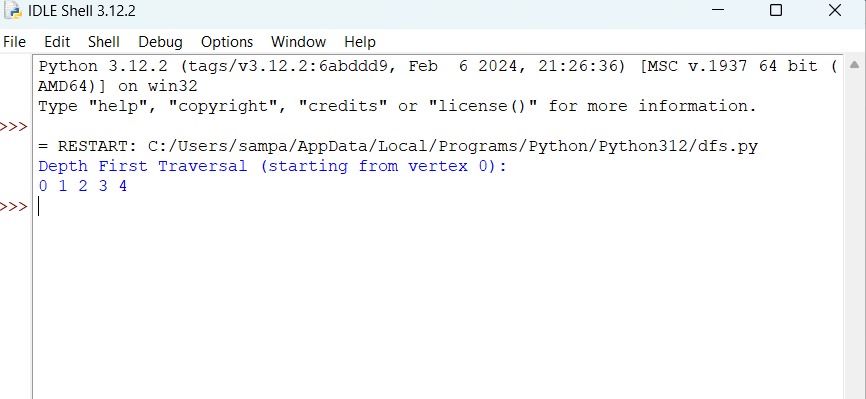 IDLE Shell 3.12.2
File Edit Shell Debug Options Window Help
Python 3.12.2 (tags/v3.12.2:6abddd9, Feb  6 2024, 21:26:36) [MSC v.1937 64 bit (
AMD64)] on win32
Type "help", "copyright", "credits" or "license()" for more information.
>>>
= RESTART: C:/Users/sampa/AppData/Local/Programs/Python/Python312/dfs.py
Depth First Traversal (starting from vertex 0):
0 1 2 3 4
>>>